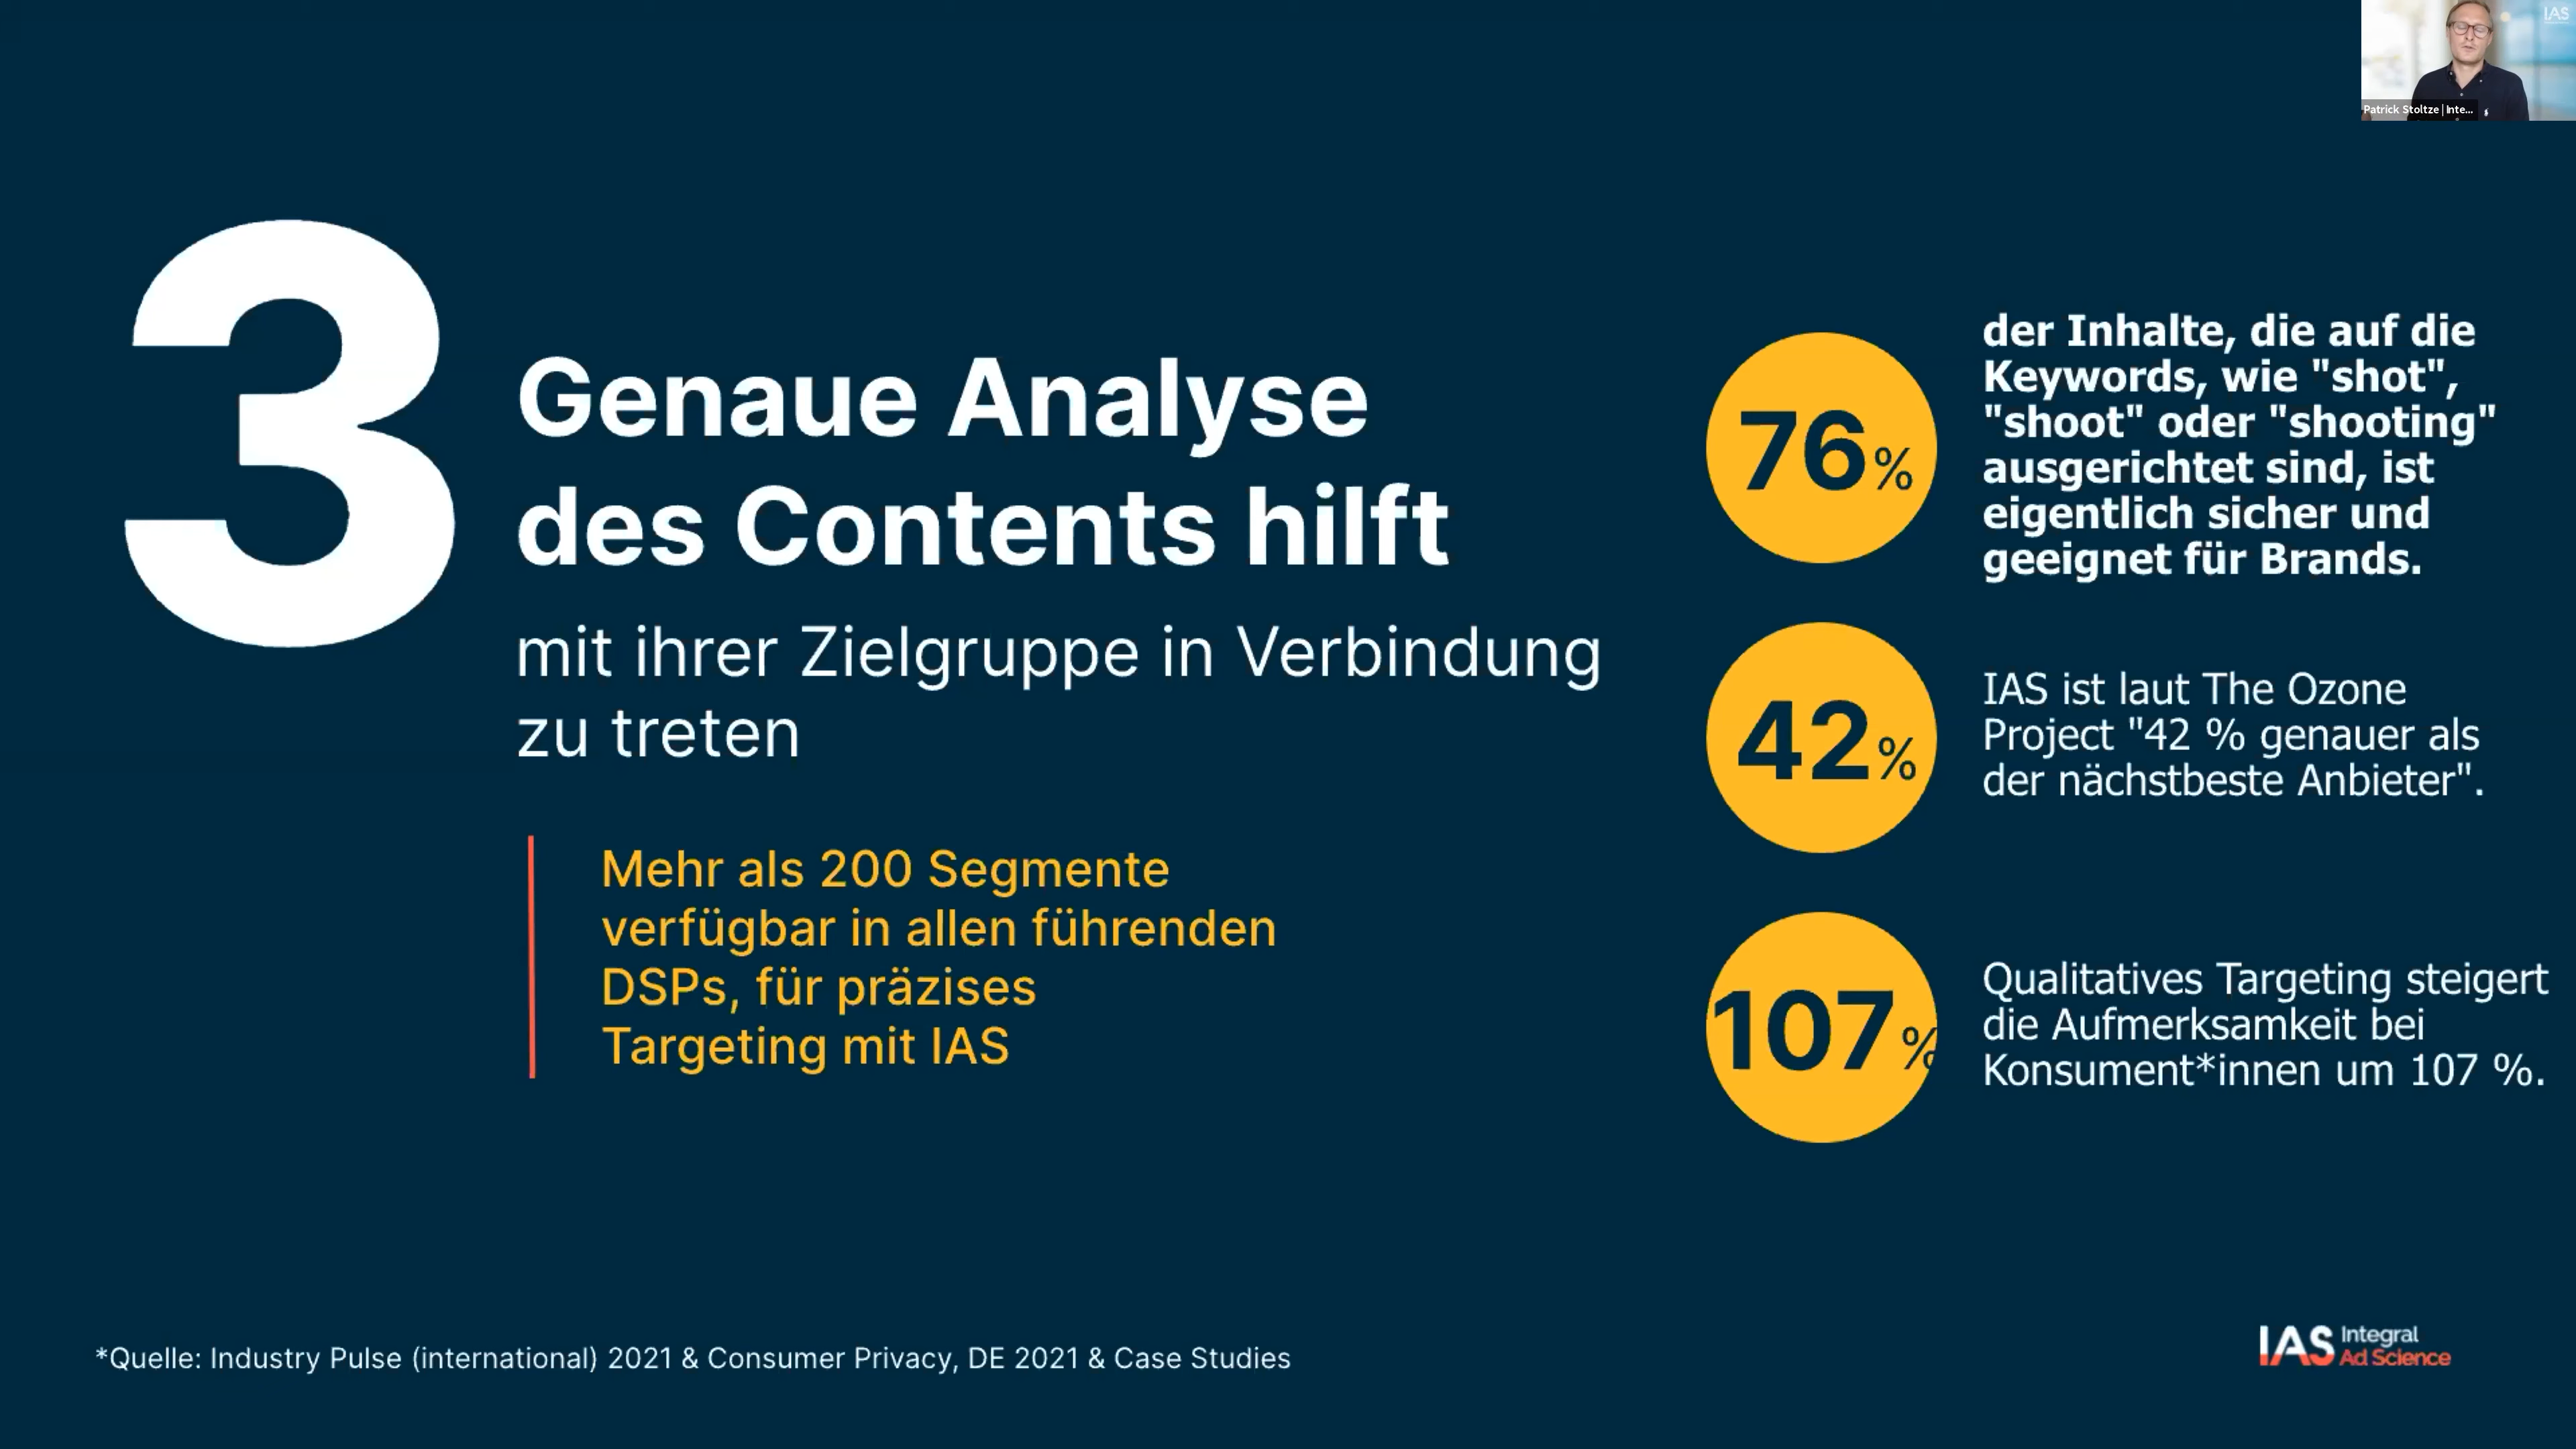 IAS
Patrick Stoltze | Inte...
3
Genaue Analyse
des Contents hilft
mit ihrer Zielgruppe in Verbindung
zu treten
Mehr als 200 Segmente
verfügbar in allen führenden
DSPs, für präzises
Targeting mit IAS
76%
der Inhalte, die auf die
Keywords, wie "shot",
"shoot" oder "shooting"
ausgerichtet sind, ist
eigentlich sicher und
geeignet für Brands.
42%
IAS ist laut The Ozone
Project "42 % genauer als
der nächstbeste Anbieter".
107%
Qualitatives Targeting steigert
die Aufmerksamkeit bei
Konsument*innen um 107 %.
*Quelle: Industry Pulse (international) 2021 & Consumer Privacy, DE 2021 & Case Studies
IAS Integral
Ad Science